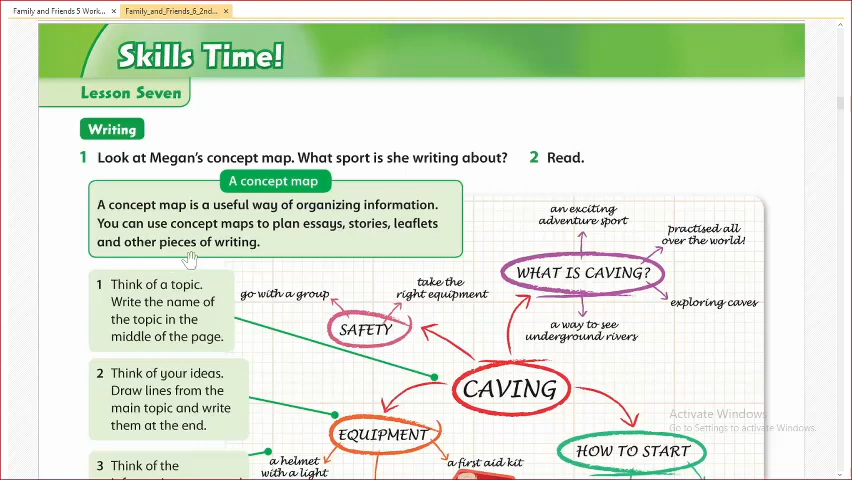 Family and Friends 5 Work...
Family_and_Friends_6_2nd...
Skills Time!
Lesson Seven
Writing
1 Look at Megan's concept map. What sport is she writing about?
2 Read.
A concept map
A concept map is a useful way of organizing information.
You can use concept maps to plan essays, stories, leaflets
and other pieces of writing.
1 Think of a topic.
Write the name of
the topic in the
middle of the page.
2 Think of your ideas.
Draw lines from the
main topic and write
them at the end.
3 Think of the
an exciting
adventure sport
practised all
over the world!
WHAT IS CAVING?
exploring caves
a way to see
underground rivers
go with a group
take the
right equipment
SAFETY
CAVING
EQUIPMENT
a helmet
with a light
a first aid kit
HOW TO START
Activate Windows
Go to Settings to activate Windows.